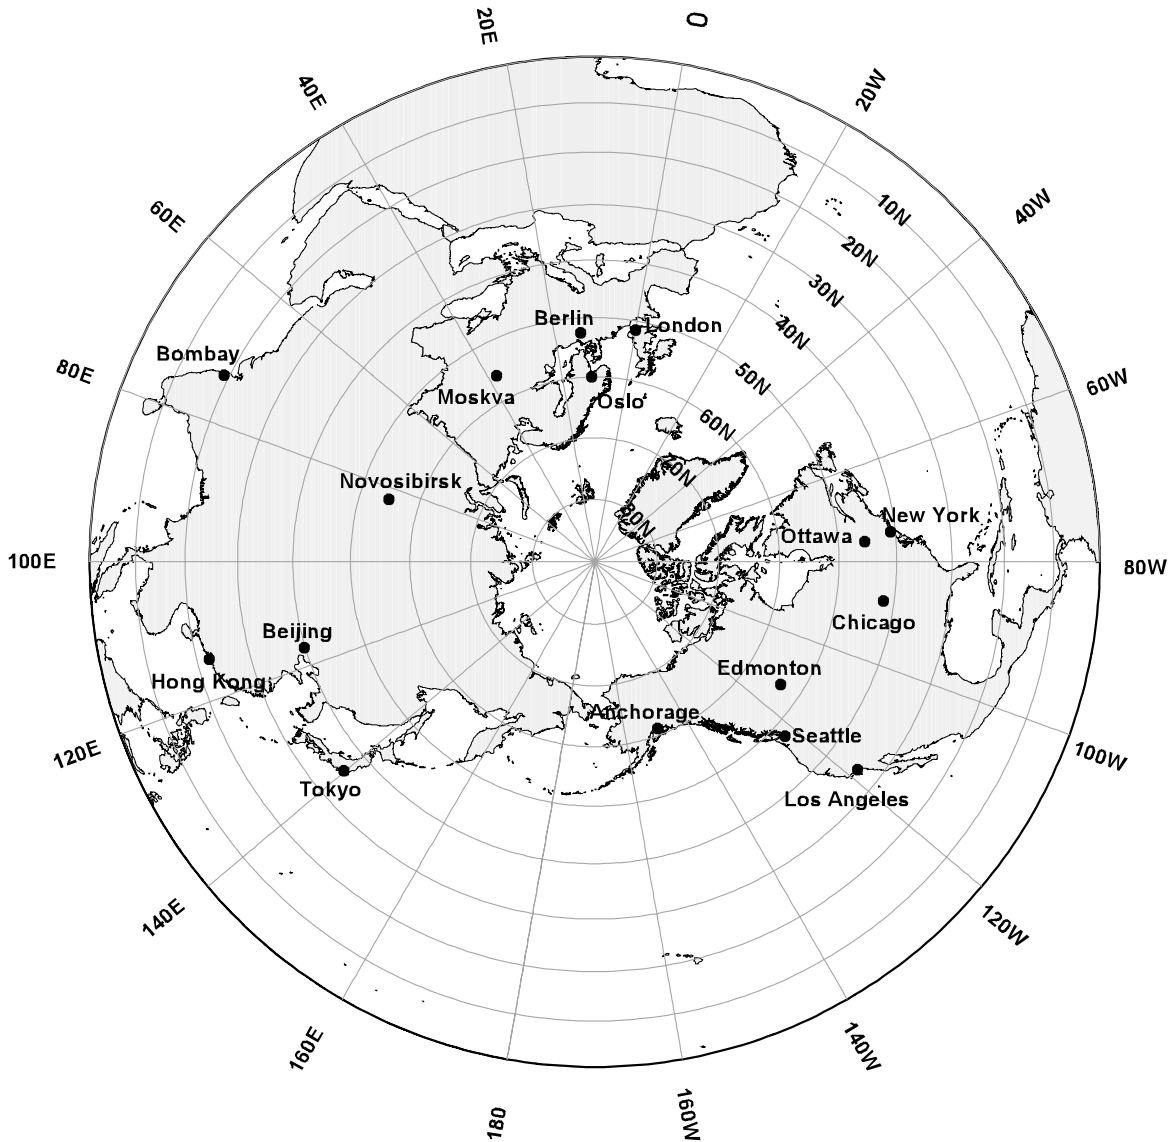 20E
0
40E
20W
60E
40W
10N
20N
30N
40N
50N
60N
70N
80N
Berlin
London
Bombay
80E
60W
Moskva
Oslo
Novosibirsk
New York
Ottawa
100E
80W
Chicago
Beijing
Hong Kong
Edmonton
Anchorage
Seattle
120E
100W
Tokyo
Los Angeles
140E
120W
160E
140W
180
160W